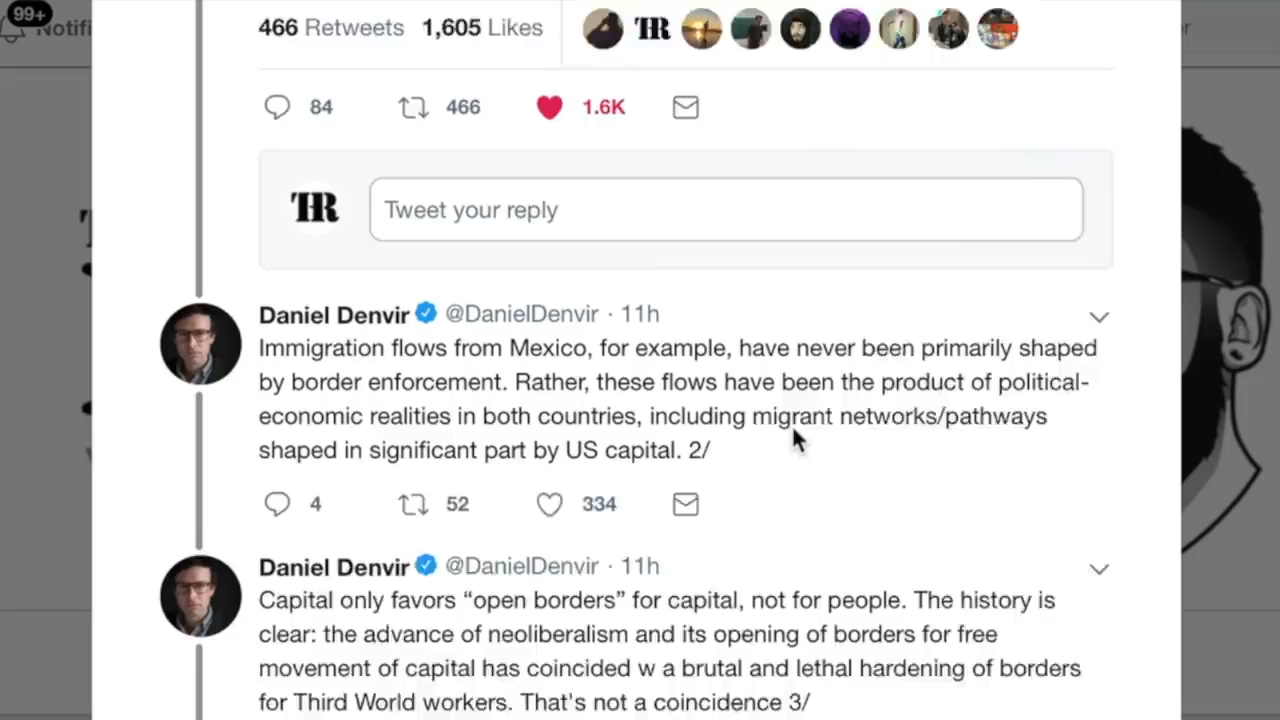 99+
Notifi
466 Retweets 1,605 Likes
TR
84 466 1.6K
TR
Tweet your reply
Daniel Denvir @DanielDenvir · 11h
Immigration flows from Mexico, for example, have never been primarily shaped
by border enforcement. Rather, these flows have been the product of political-
economic realities in both countries, including migrant networks/pathways
shaped in significant part by US capital. 2/
4 52 334
Daniel Denvir @DanielDenvir · 11h
Capital only favors “open borders” for capital, not for people. The history is
clear: the advance of neoliberalism and its opening of borders for free
movement of capital has coincided w a brutal and lethal hardening of borders
for Third World workers. That's not a coincidence 3/